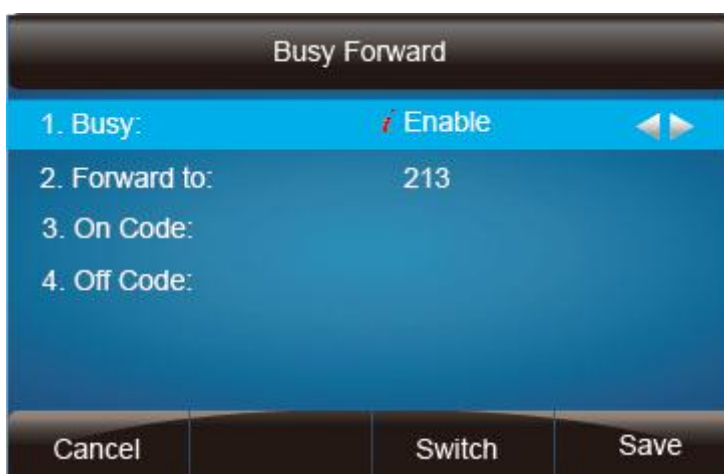 Busy Forward
1. Busy: i Enable
2. Forward to: 213
3. On Code:
4. Off Code:
Cancel Switch Save